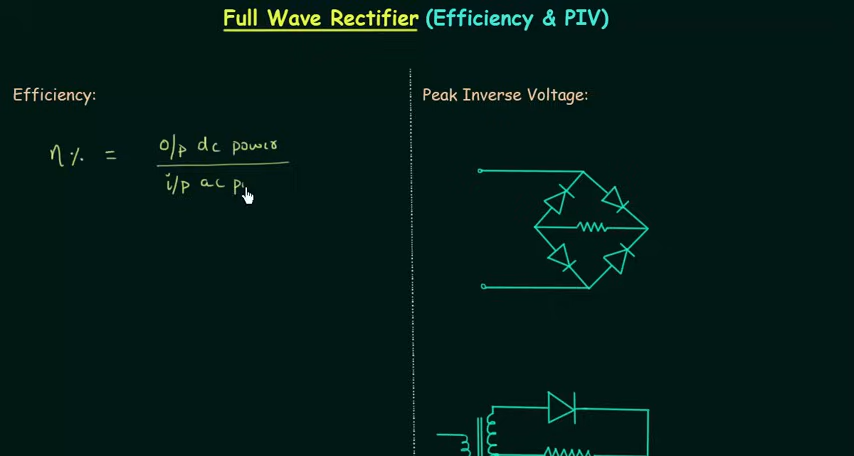 Full Wave Rectifier (Efficiency & PIV)
Efficiency:
η% = o/p dc power
i/p ac p
Peak Inverse Voltage: